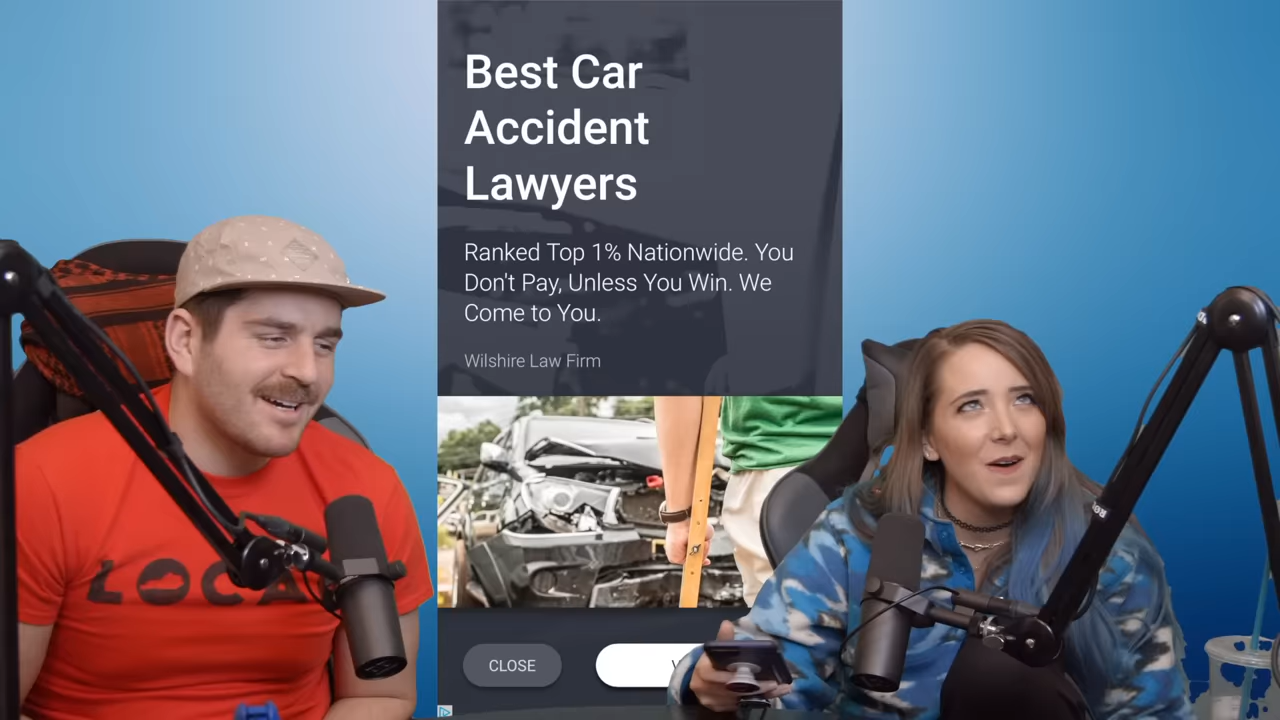 Best Car
Accident
Lawyers
Ranked Top 1% Nationwide. You
Don't Pay, Unless You Win. We
Come to You.
Wilshire Law Firm
CLOSE